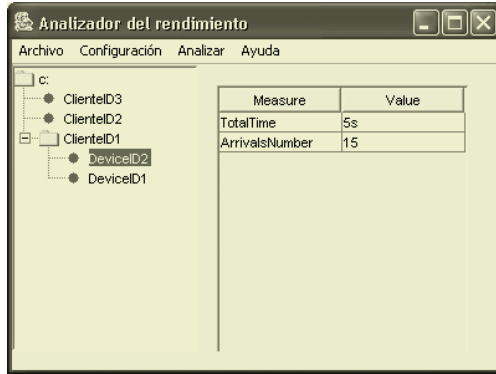 Analizador del rendimiento
Archivo Configuración Analizar Ayuda
c:
ClienteID3
ClienteID2
ClienteID1
DeviceID2
DeviceID1
Measure Value
TotalTime 5s
ArrivalsNumber 15